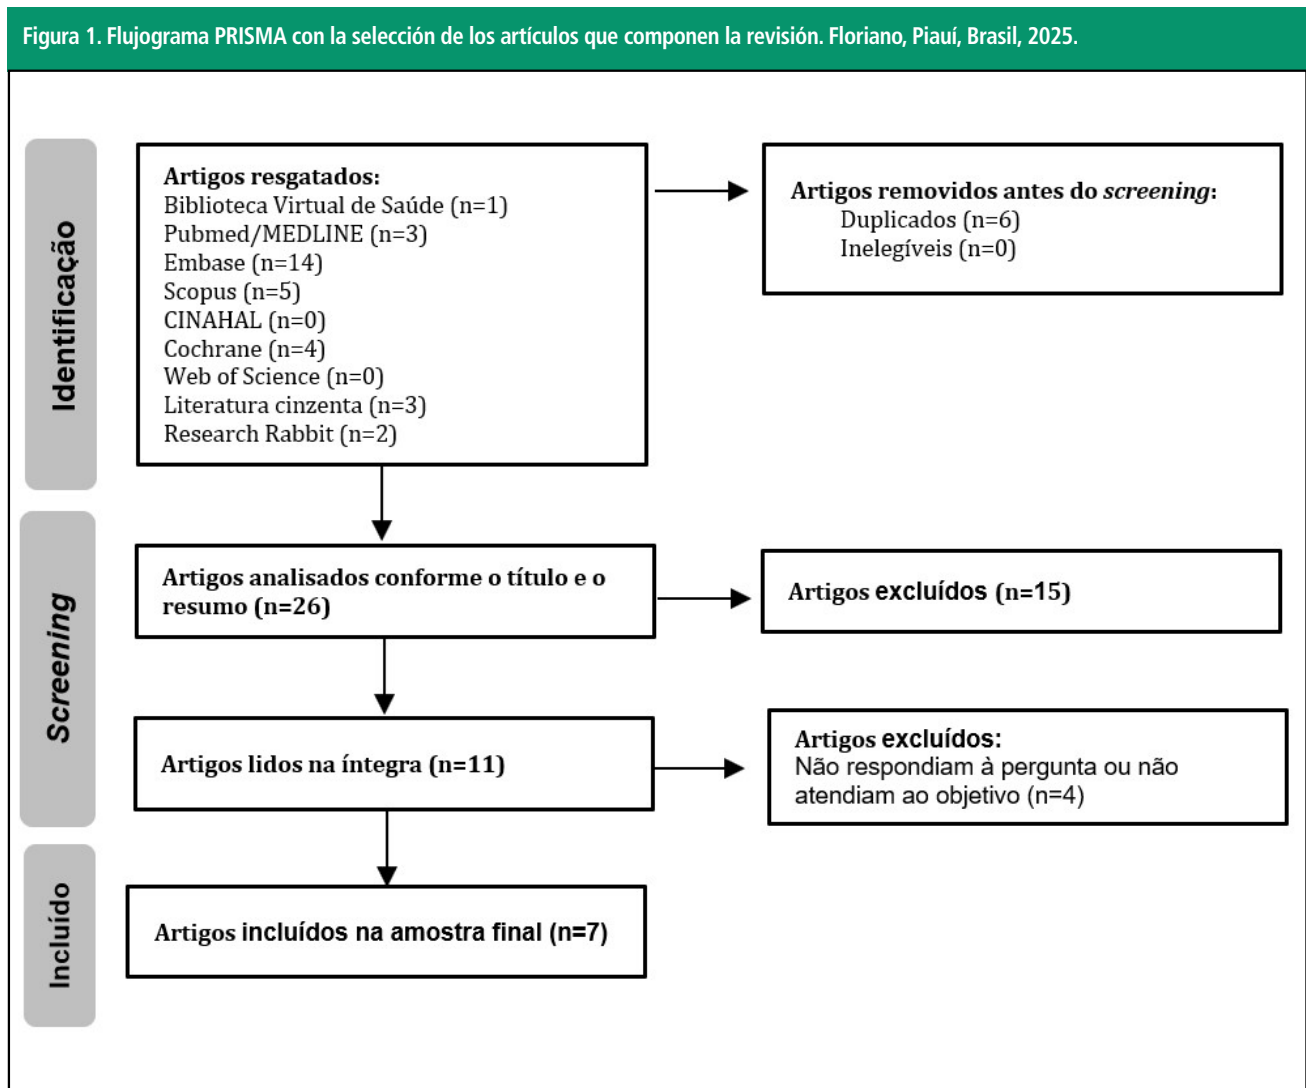 Figura 1. Flujograma PRISMA con la selección de los artículos que componen la revisión. Floriano, Piauí, Brasil, 2025.
Identificação
Artigos resgatados:
Biblioteca Virtual de Saúde (n=1)
Pubmed/MEDLINE (n=3)
Embase (n=14)
Scopus (n=5)
CINAHAL (n=0)
Cochrane (n=4)
Web of Science (n=0)
Literatura cinzenta (n=3)
Research Rabbit (n=2)
Artigos removidos antes do screening:
Duplicados (n=6)
Inelegíveis (n=0)
Screening
Artigos analisados conforme o título e o
resumo (n=26)
Artigos excluídos (n=15)
Artigos lidos na íntegra (n=11)
Artigos excluídos:
Não respondiam à pergunta ou não
atendiam ao objetivo (n=4)
Incluído
Artigos incluídos na amostra final (n=7)